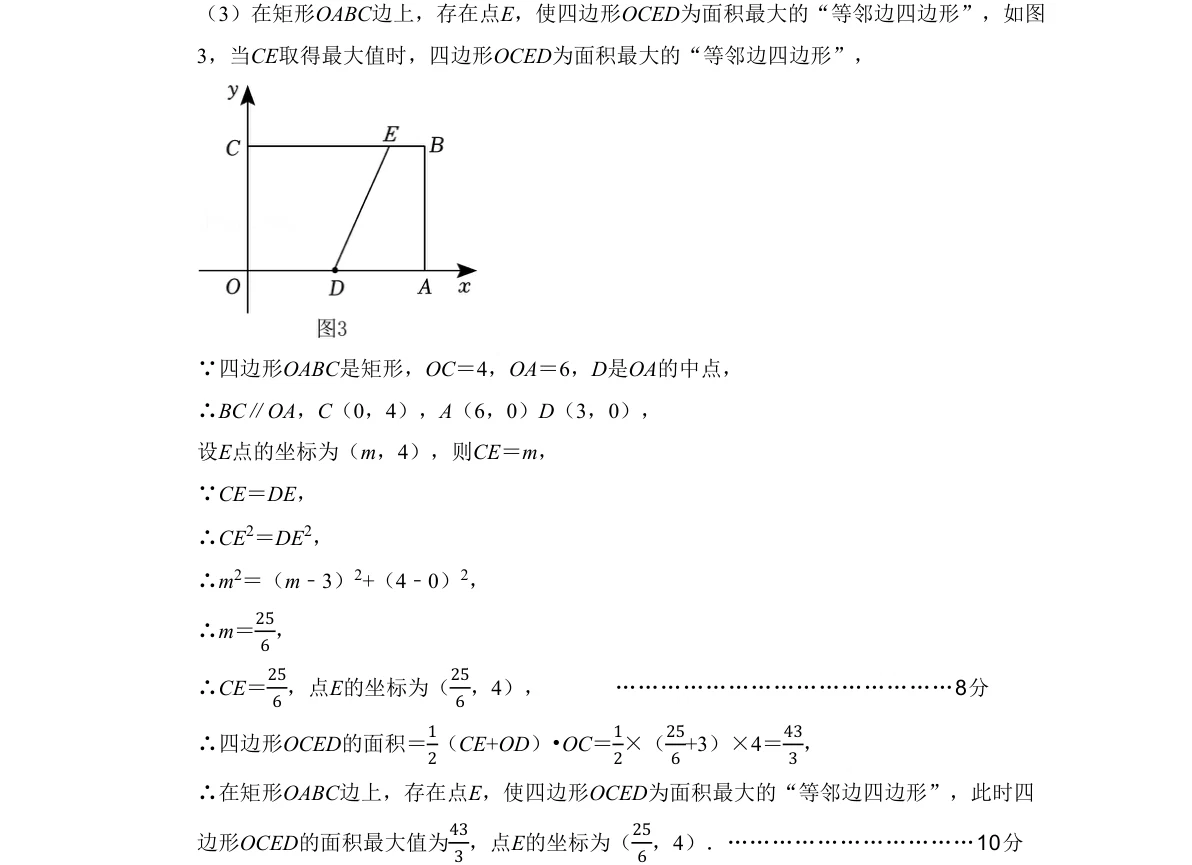 （3）在矩形OABC边上，存在点E，使四边形OCED为面积最大的“等邻边四边形”，如图
3，当CE取得最大值时，四边形OCED为面积最大的“等邻边四边形”，
y
C E B
O D A x
图3
∵四边形OABC是矩形，OC＝4，OA＝6，D是OA的中点，
∴BC∥OA，C（0，4），A（6，0）D（3，0），
设E点的坐标为（m，4），则CE＝m，
∵CE＝DE，
∴CE²＝DE²，
∴m²＝（m﹣3）²+（4﹣0）²，
∴m＝25/6，
∴CE＝25/6，点E的坐标为（25/6，4）， ………………………………………8分
∴四边形OCED的面积＝1/2（CE+OD）•OC＝1/2×（25/6+3）×4＝43/3，
∴在矩形OABC边上，存在点E，使四边形OCED为面积最大的“等邻边四边形”，此时四
边形OCED的面积最大值为43/3，点E的坐标为（25/6，4）．……………………………10分